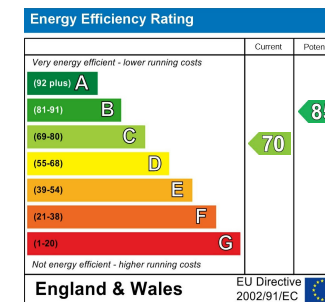 Energy Efficiency Rating
Current
Very energy efficient - lower running costs
(92 plus) A
(81-91) B
(69-80) C
70
(55-68) D
(39-54) E
(21-38) F
(1-20) G
Not energy efficient - higher running costs
England & Wales
EU Directive
2002/91/EC